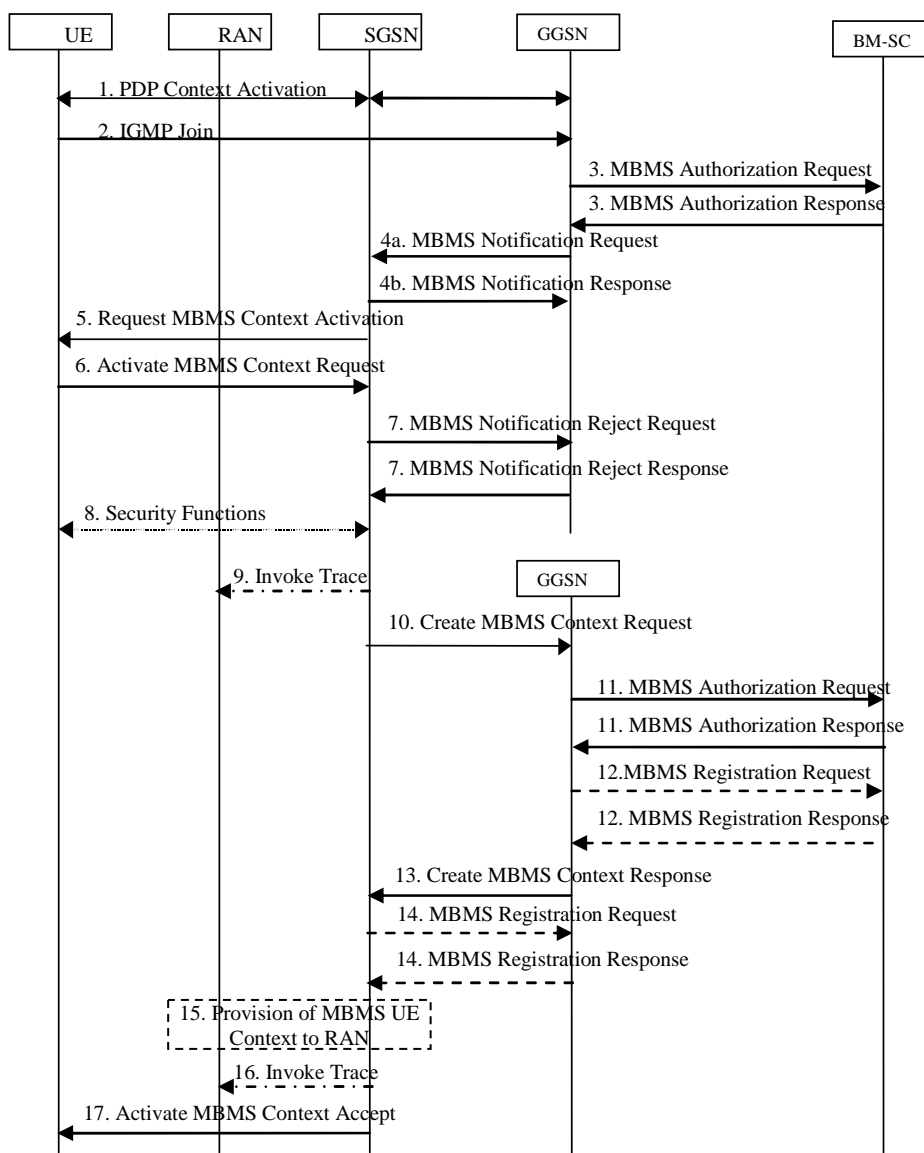 UE
RAN
SGSN
GGSN
BM-SC
1. PDP Context Activation
2. IGMP Join
3. MBMS Authorization Request
3. MBMS Authorization Response
4a. MBMS Notification Request
4b. MBMS Notification Response
5. Request MBMS Context Activation
6. Activate MBMS Context Request
7. MBMS Notification Reject Request
7. MBMS Notification Reject Response
8. Security Functions
9. Invoke Trace
GGSN
10. Create MBMS Context Request
11. MBMS Authorization Request
11. MBMS Authorization Response
12.MBMS Registration Request
12. MBMS Registration Response
13. Create MBMS Context Response
14. MBMS Registration Request
14. MBMS Registration Response
15. Provision of MBMS UE
Context to RAN
16. Invoke Trace
17. Activate MBMS Context Accept